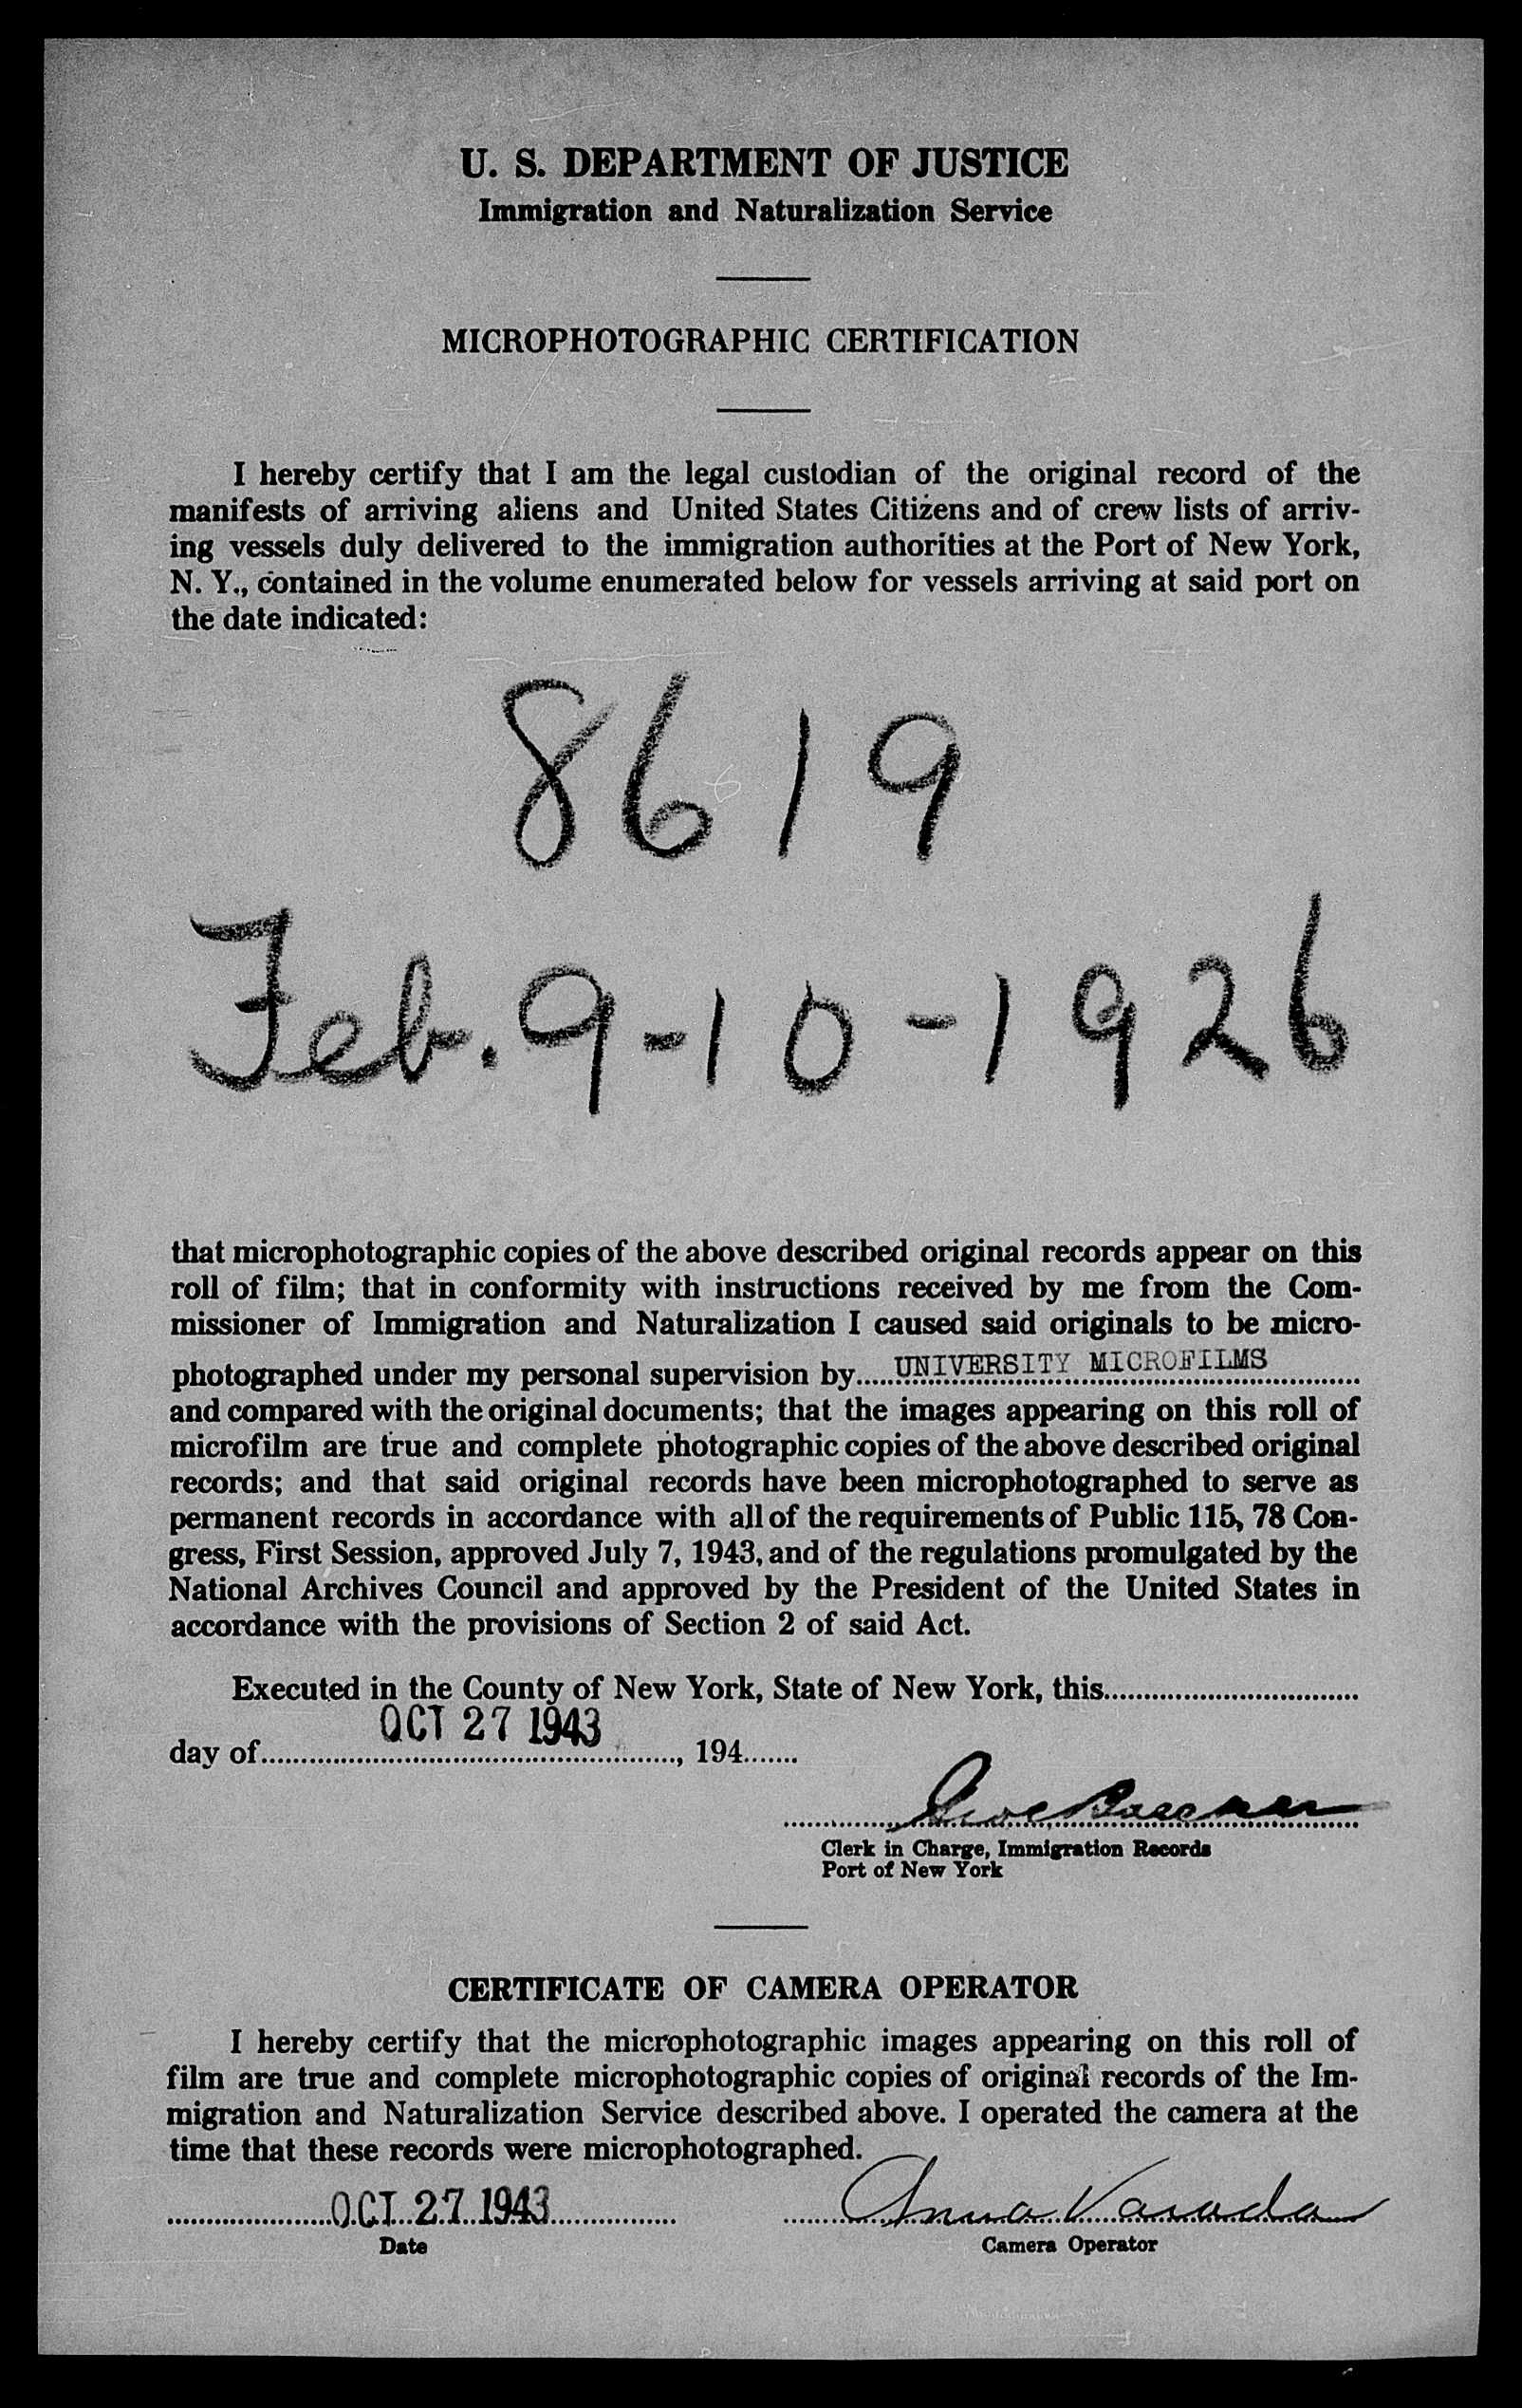 U. S. DEPARTMENT OF JUSTICE
Immigration and Naturalization Service
MICROPHOTOGRAPHIC CERTIFICATION
I hereby certify that I am the legal custodian of the original record of the
manifests of arriving aliens and United States Citizens and of crew lists of arriv-
ing vessels duly delivered to the immigration authorities at the Port of New York,
N. Y., contained in the volume enumerated below for vessels arriving at said port on
the date indicated:
8619
Feb. 9-10-1926
that microphotographic copies of the above described original records appear on this
roll of film; that in conformity with instructions received by me from the Com-
missioner of Immigration and Naturalization I caused said originals to be micro-
photographed under my personal supervision by..... UNIVERSITY MICROFILMS
and compared with the original documents; that the images appearing on this roll of
microfilm are true and complete photographic copies of the above described original
records; and that said original records have been microphotographed to serve as
permanent records in accordance with all of the requirements of Public 115, 78 Con-
gress, First Session, approved July 7, 1943, and of the regulations promulgated by the
National Archives Council and approved by the President of the United States in
accordance with the provisions of Section 2 of said Act.
Executed in the County of New York, State of New York, this
OCT 27 1943
day of, 194
Clerk in Charge, Immigration Records
Port of New York
CERTIFICATE OF CAMERA OPERATOR
I hereby certify that the microphotographic images appearing on this roll of
film are true and complete microphotographic copies of original records of the Im-
migration and Naturalization Service described above. I operated the camera at the
time that these records were microphotographed.
OCT 27 1943 Anna
Date Camera Operator